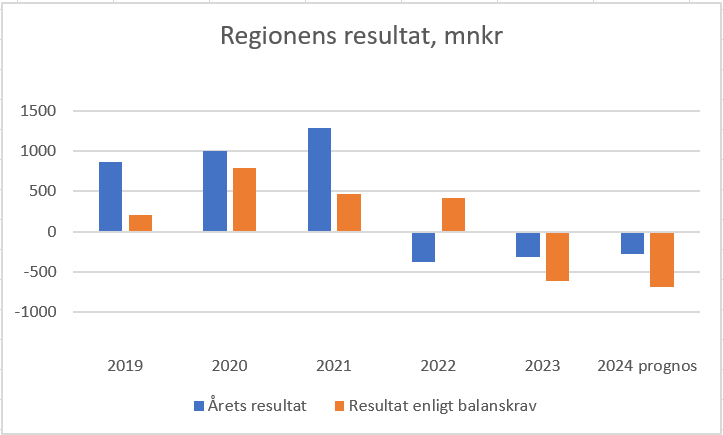 Regionens resultat, mnkr
1500
1000
500
0
-500
-1000
2019 2020 2021 2022 2023 2024 prognos
Årets resultat Resultat enligt balanskrav